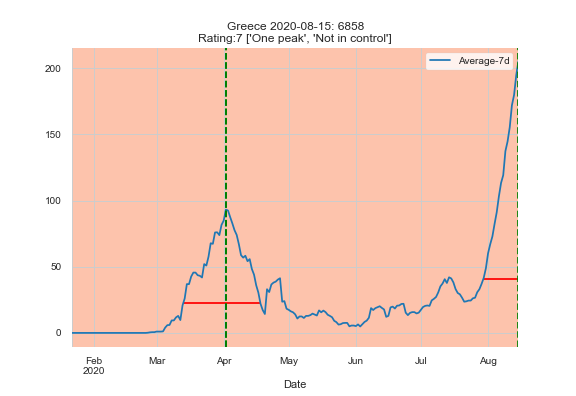 Greece 2020-08-15: 6858
Rating:7 ['One peak', 'Not in control']
Average-7d
200
150
100
50
0
Feb
2020
Mar
Apr
May
Jun
Jul
Aug
Date